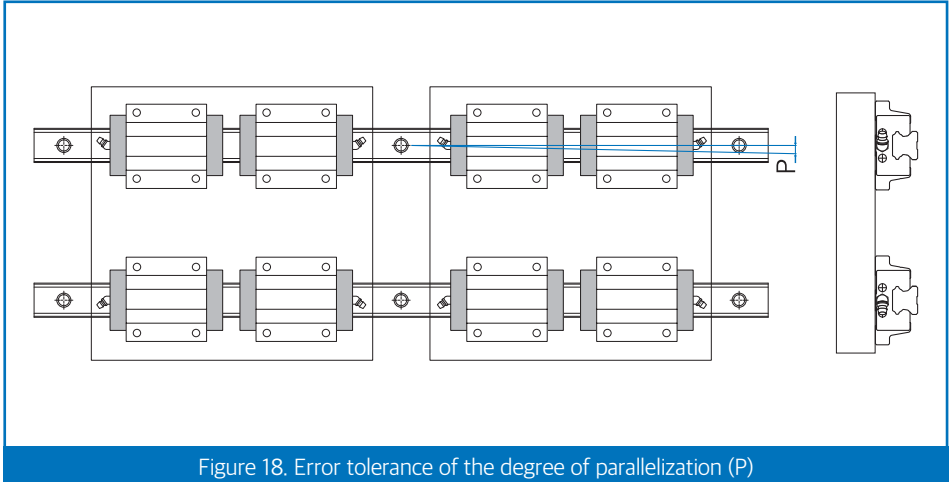 P
Figure 18. Error tolerance of the degree of parallelization (P)